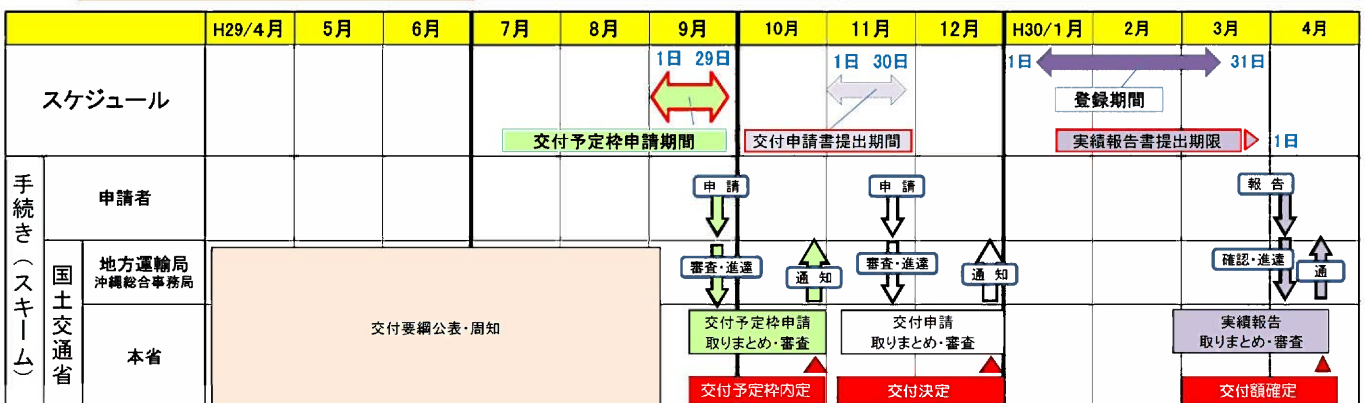 H29/4月 5月 6月 7月 8月 9月 10月 11月 12月 H30/1月 2月 3月 4月
スケジュール
1日 29日
1日 30日
1日 31日
登録期間
交付予定枠申請期間
交付申請書提出期間
実績報告書提出期限
1日
手続き(スキーム)
申請者
申 請
申 請
報 告
国土交通省
地方運輸局
沖縄総合事務局
審査・進達
通 知
審査・進達
通 知
確認・進達
通
本省
交付要綱公表・周知
交付予定枠申請
取りまとめ・審査
交付申請
取りまとめ・審査
実績報告
取りまとめ・審査
交付予定枠内定
交付決定
交付額確定